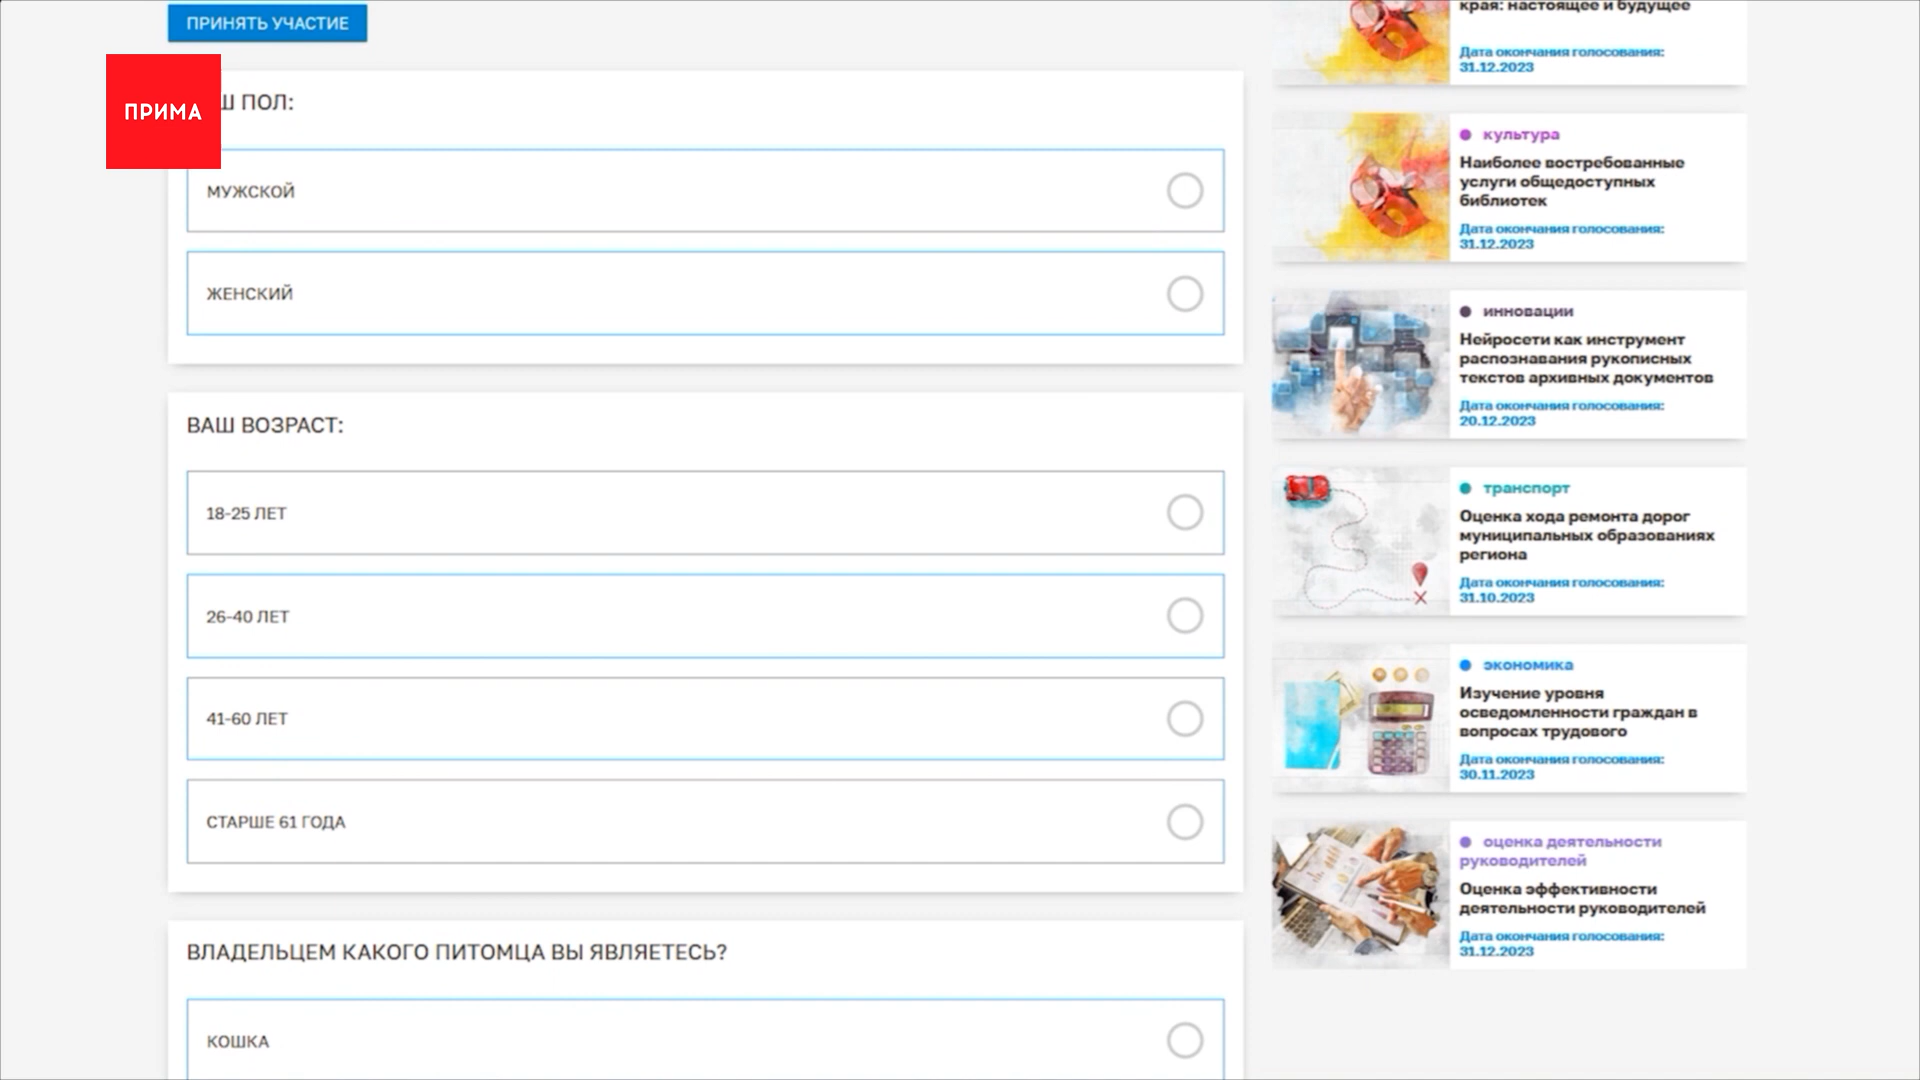 ПРИНЯТЬ УЧАСТИЕ
ПРИМА
Ш ПОЛ:
МУЖСКОЙ
ЖЕНСКИЙ
ВАШ ВОЗРАСТ:
18-25 ЛЕТ
26-40 ЛЕТ
41-60 ЛЕТ
СТАРШЕ 61 ГОДА
ВЛАДЕЛЬЦЕМ КАКОГО ПИТОМЦА ВЫ ЯВЛЯЕТЕСЬ?
КОШКА
края: настоящее и будущее
Дата окончания голосования:
31.12.2023
культура
Наиболее востребованные
услуги общедоступных
библиотек
Дата окончания голосования:
31.12.2023
инновации
Нейросети как инструмент
распознавания рукописных
текстов архивных документов
Дата окончания голосования:
20.12.2023
транспорт
Оценка хода ремонта дорог
муниципальных образованиях
региона
Дата окончания голосования:
31.10.2023
экономика
Изучение уровня
осведомленности граждан в
вопросах трудового
Дата окончания голосования:
30.11.2023
оценка деятельности
руководителей
Оценка эффективности
деятельности руководителей
Дата окончания голосования:
31.12.2023